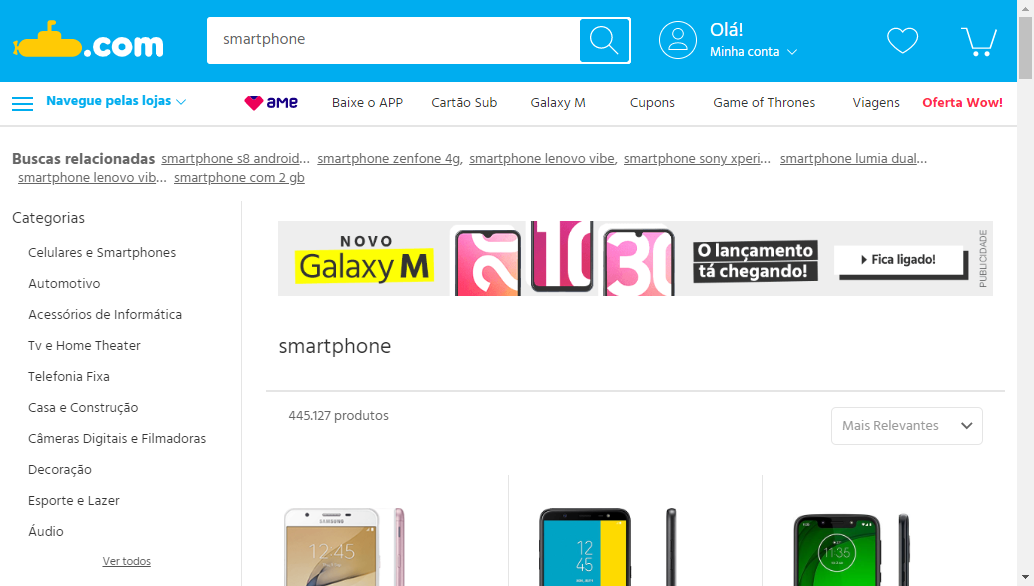 .com
smartphone
Olá!
Minha conta
Navegue pelas lojas
ame
Baixe o APP
Cartão Sub
Galaxy M
Cupons
Game of Thrones
Viagens
Oferta Wow!
Buscas relacionadas smartphone s8 android... smartphone zenfone 4g, smartphone lenovo vibe, smartphone sony xperi... smartphone lumia dual...
smartphone lenovo vib... smartphone com 2 gb
Categorias
Celulares e Smartphones
Automotivo
Acessórios de Informática
Tv e Home Theater
Telefonia Fixa
Casa e Construção
Câmeras Digitais e Filmadoras
Decoração
Esporte e Lazer
Áudio
Ver todos
NOVO
Galaxy M
20
10
30
O lançamento
tá chegando!
Fica ligado!
PUBLICIDADE
smartphone
445.127 produtos
Mais Relevantes
SAMSUNG
12:45
12
45
11:35